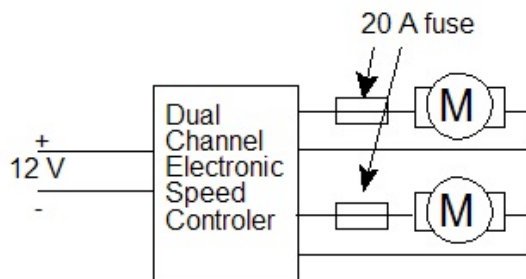 20 A fuse
Dual
Channel
Electronic
Speed
Controler
+
12 V
-
M
M